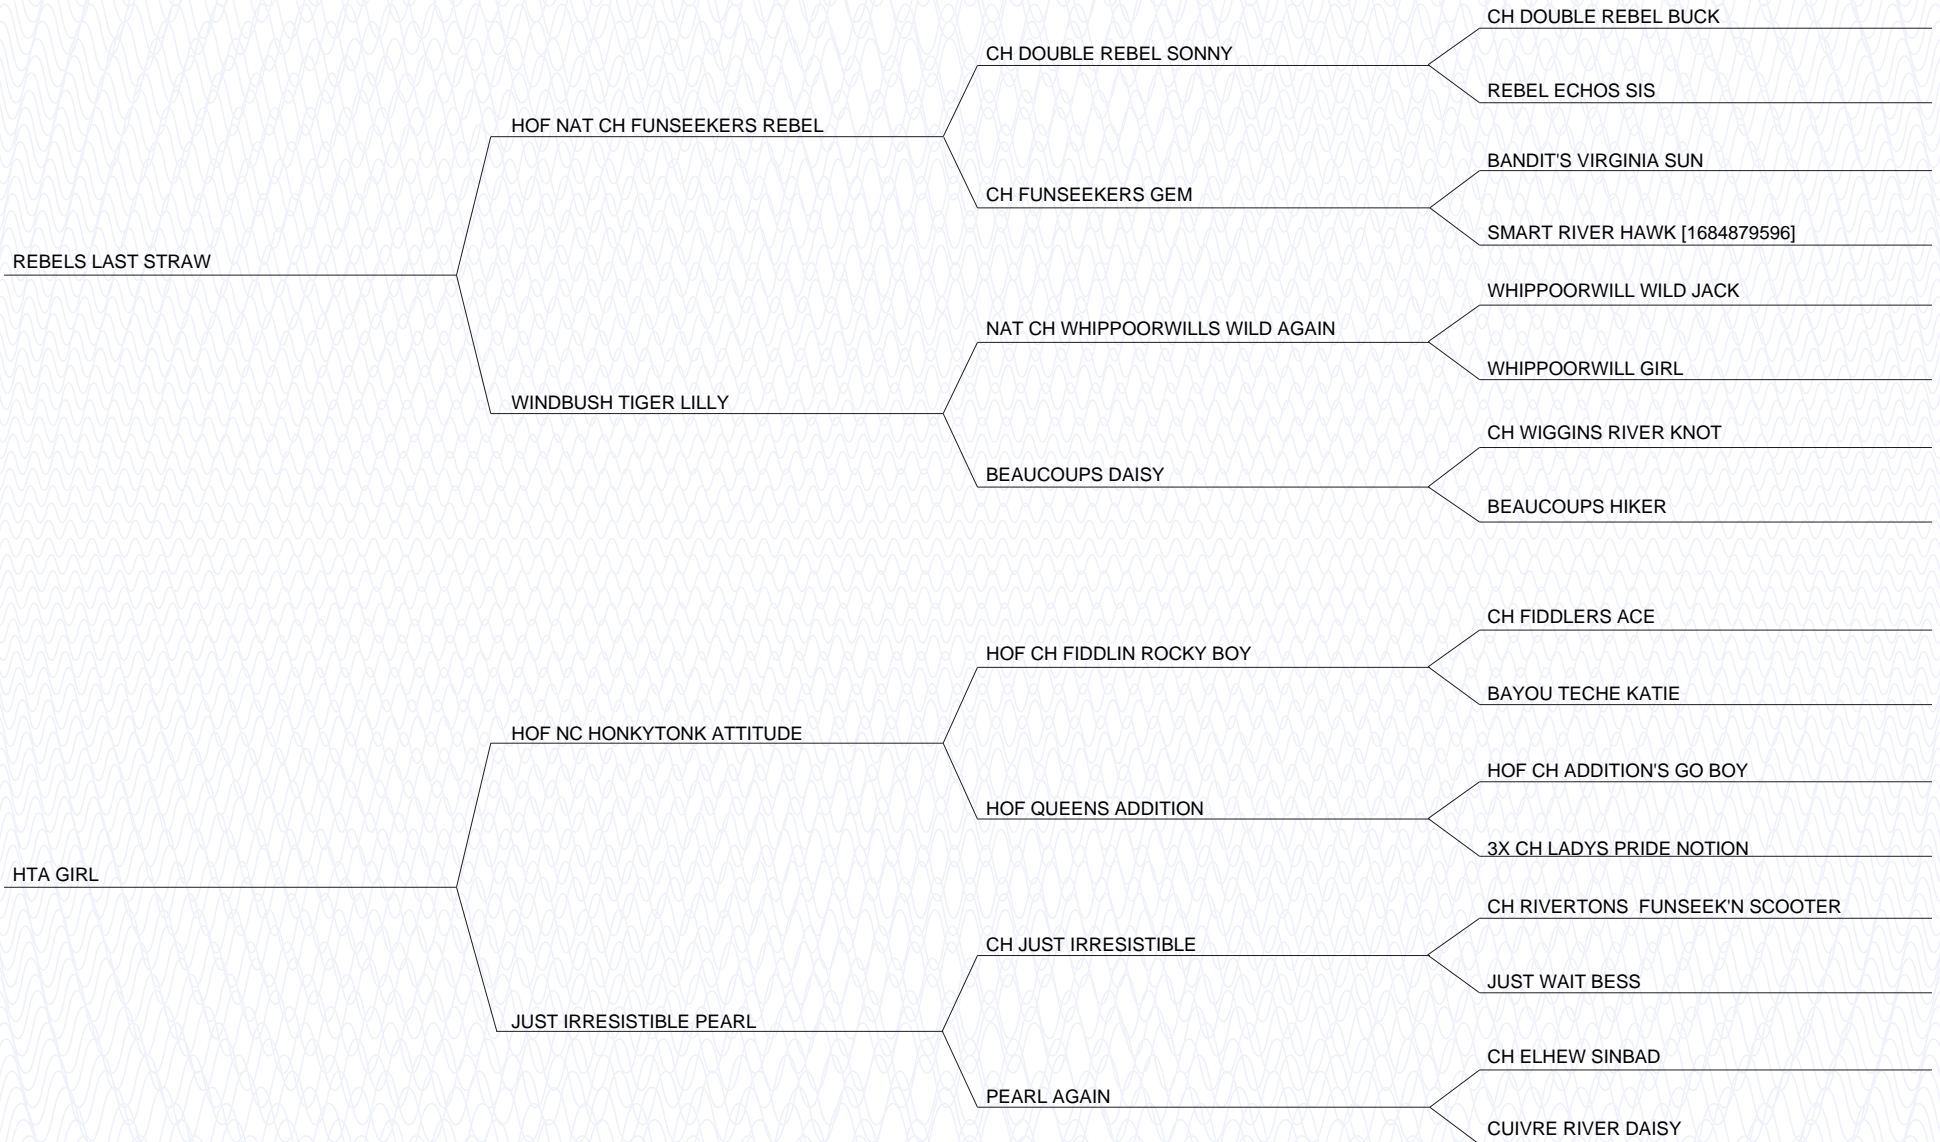 CH DOUBLE REBEL BUCK
CH DOUBLE REBEL SONNY
REBEL ECHOS SIS
HOF NAT CH FUNSEEKERS REBEL
BANDIT'S VIRGINIA SUN
CH FUNSEEKERS GEM
SMART RIVER HAWK [1684879596]
REBELS LAST STRAW
WHIPPOORWILL WILD JACK
NAT CH WHIPPOORWILLS WILD AGAIN
WHIPPOORWILL GIRL
WINDBUSH TIGER LILLY
CH WIGGINS RIVER KNOT
BEAUCOUPS DAISY
BEAUCOUPS HIKER
CH FIDDLERS ACE
HOF CH FIDDLIN ROCKY BOY
BAYOU TECHE KATIE
HOF NC HONKYTONK ATTITUDE
HOF CH ADDITION'S GO BOY
HOF QUEENS ADDITION
3X CH LADYS PRIDE NOTION
HTA GIRL
CH RIVERTONS  FUNSEEK'N SCOOTER
CH JUST IRRESISTIBLE
JUST WAIT BESS
JUST IRRESISTIBLE PEARL
CH ELHEW SINBAD
PEARL AGAIN
CUIVRE RIVER DAISY